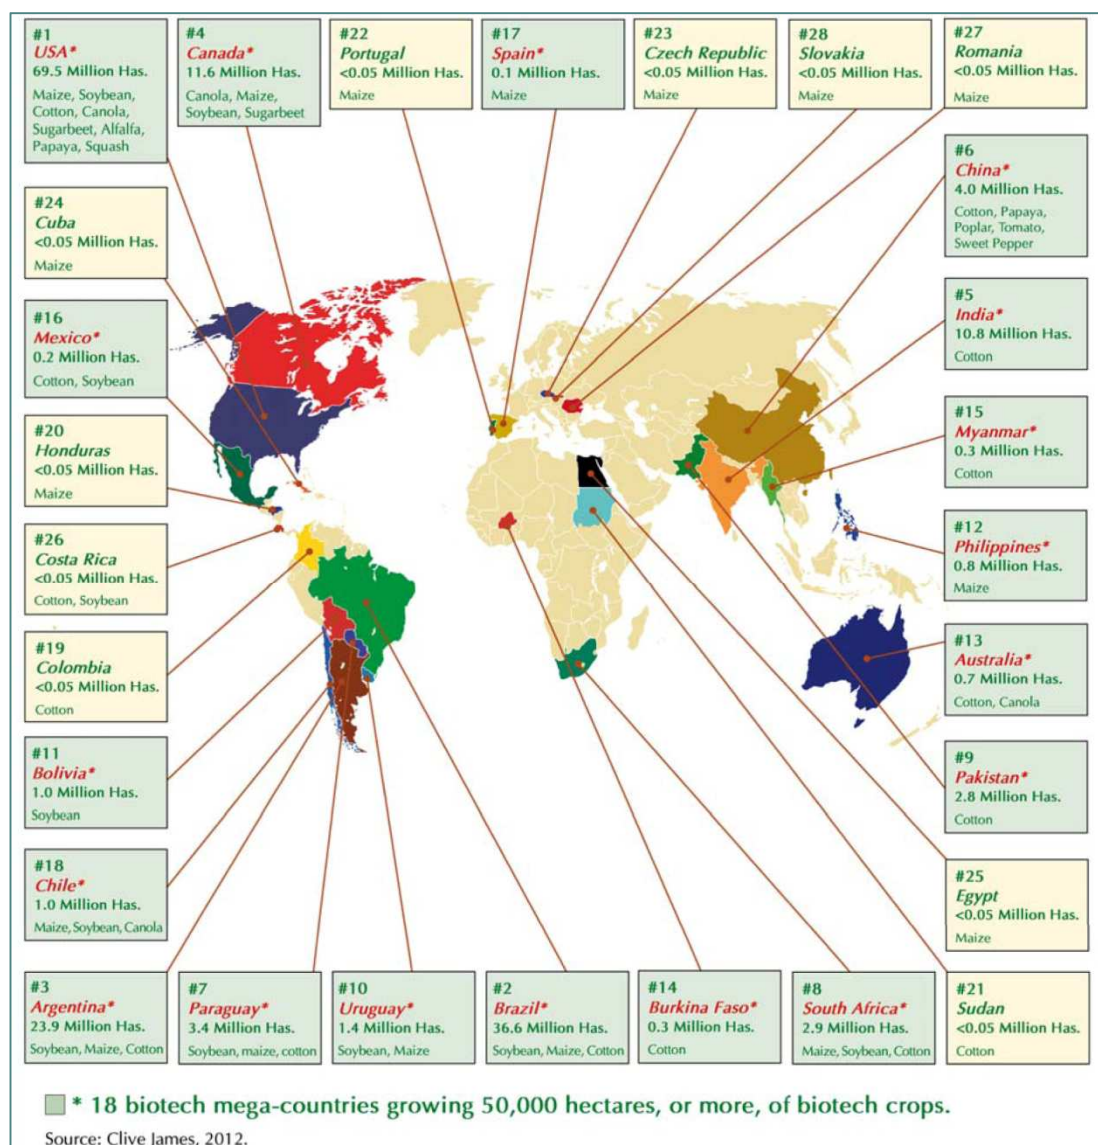 #1
USA*
69.5 Million Has.
Maize, Soybean,
Cotton, Canola,
Sugarbeet, Alfalfa,
Papaya, Squash
#4
Canada*
11.6 Million Has.
Canola, Maize,
Soybean, Sugarbeet
#22
Portugal
<0.05 Million Has.
Maize
#17
Spain*
0.1 Million Has.
Maize
#23
Czech Republic
<0.05 Million Has.
Maize
#28
Slovakia
<0.05 Million Has.
Maize
#27
Romania
<0.05 Million Has.
Maize
#24
Cuba
<0.05 Million Has.
Maize
#6
China*
4.0 Million Has.
Cotton, Papaya,
Poplar, Tomato,
Sweet Pepper
#16
Mexico*
0.2 Million Has.
Cotton, Soybean
#5
India*
10.8 Million Has.
Cotton
#20
Honduras
<0.05 Million Has.
Maize
#15
Myanmar*
0.3 Million Has.
Cotton
#26
Costa Rica
<0.05 Million Has.
Cotton, Soybean
#12
Philippines*
0.8 Million Has.
Maize
#19
Colombia
<0.05 Million Has.
Cotton
#13
Australia*
0.7 Million Has.
Cotton, Canola
#11
Bolivia*
1.0 Million Has.
Soybean
#9
Pakistan*
2.8 Million Has.
Cotton
#18
Chile*
1.0 Million Has.
Maize, Soybean, Canola
#25
Egypt
<0.05 Million Has.
Maize
#3
Argentina*
23.9 Million Has.
Soybean, Maize, Cotton
#7
Paraguay*
3.4 Million Has.
Soybean, maize, cotton
#10
Uruguay*
1.4 Million Has.
Soybean, Maize
#2
Brazil*
36.6 Million Has.
Soybean, Maize, Cotton
#14
Burkina Faso*
0.3 Million Has.
Cotton
#8
South Africa*
2.9 Million Has.
Maize, Soybean, Cotton
#21
Sudan
<0.05 Million Has.
Cotton
* 18 biotech mega-countries growing 50,000 hectares, or more, of biotech crops.
Source: Clive James, 2012.